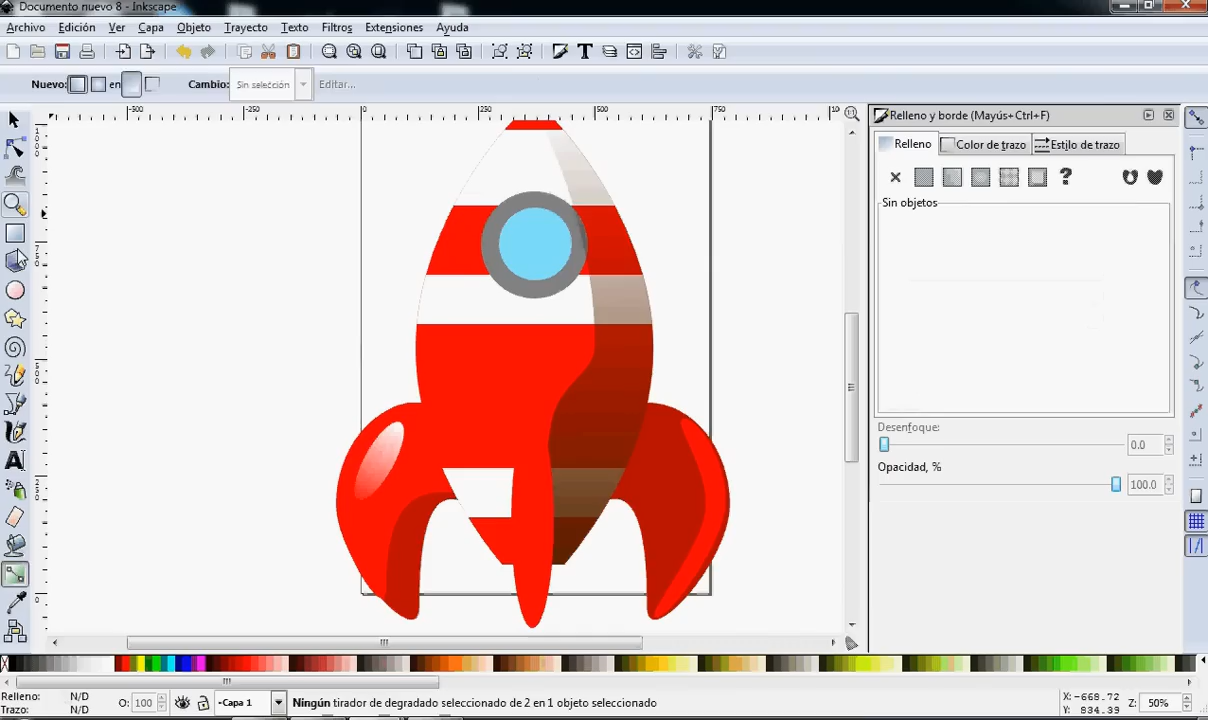 Documento nuevo 8 - Inkscape
Archivo Edición Ver Capa Objeto Trayecto Texto Filtros Extensiones Ayuda
Nuevo: en Cambio: Sin selección Editar...
-500 -250 0 250 500 750 10
Relleno y borde (Mayús+Ctrl+F)
Relleno Color de trazo Estilo de trazo
Sin objetos
Desenfoque:
0.0
Opacidad, %
100.0
Relleno: N/D
Trazo: N/D
O: 100
-Capa 1
Ningún tirador de degradado seleccionado de 2 en 1 objeto seleccionado
X: -668.72
Y: 934.39
Z: 50%